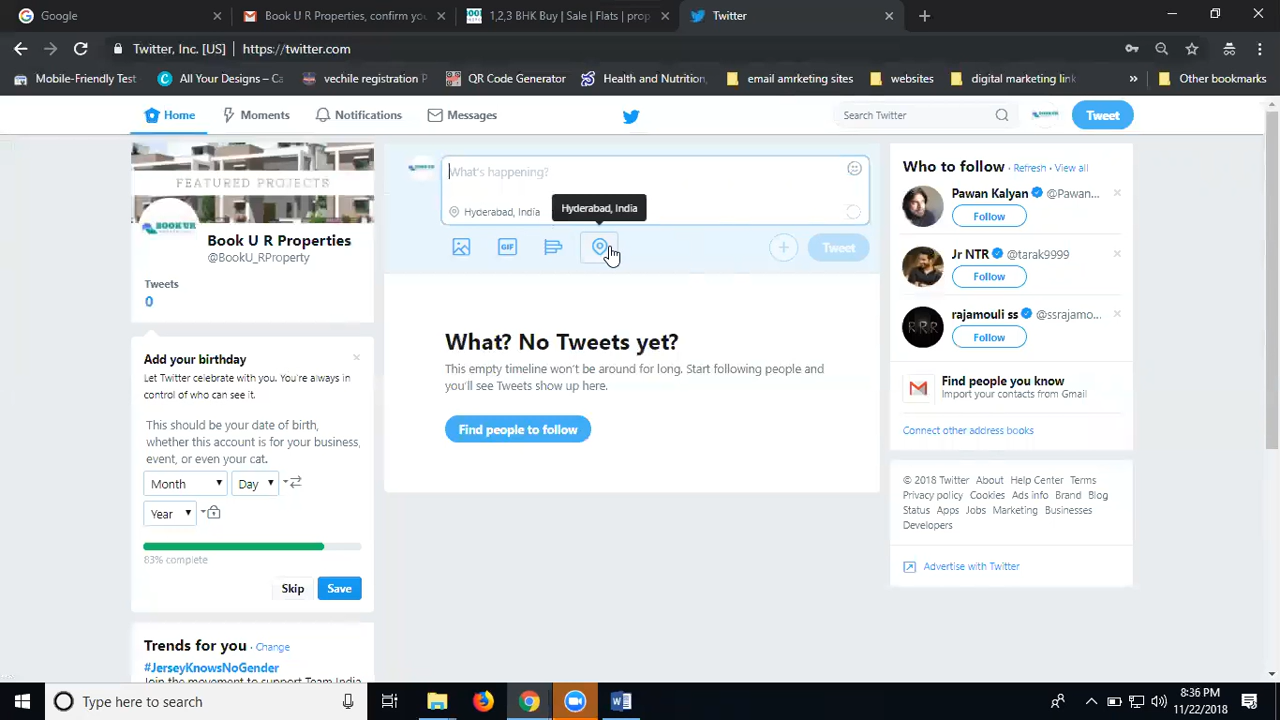 Google
Book U R Properties, confirm you
1,2,3 BHK Buy | Sale | Flats | prop
Twitter
Twitter, Inc. [US]
https://twitter.com
Mobile-Friendly Test
All Your Designs – Ca
vechile registration P
QR Code Generator
Health and Nutrition,
email amrketing sites
websites
digital marketing link
»
Other bookmarks
Home
Moments
Notifications
Messages
Search Twitter
Tweet
FEATURED PROJECTS
BOOK U R
Book U R Properties
@BookU_RProperty
Tweets
0
What's happening?
Hyderabad, India
Hyderabad, India
GIF
Tweet
What? No Tweets yet?
This empty timeline won't be around for long. Start following people and
you'll see Tweets show up here.
Find people to follow
Add your birthday
Let Twitter celebrate with you. You're always in
control of who can see it.
This should be your date of birth,
whether this account is for your business,
event, or even your cat.
Month
Day
Year
83% complete
Skip
Save
Trends for you · Change
#JerseyKnowsNoGender
Join the movement to support Team India
Who to follow · Refresh · View all
Pawan Kalyan @Pawan...
Follow
Jr NTR @tarak9999
Follow
RRR
rajamouli ss @ssrajamo...
Follow
Find people you know
Import your contacts from Gmail
Connect other address books
© 2018 Twitter About Help Center Terms
Privacy policy Cookies Ads info Brand Blog
Status Apps Jobs Marketing Businesses
Developers
Advertise with Twitter
Type here to search
8:36 PM
11/22/2018